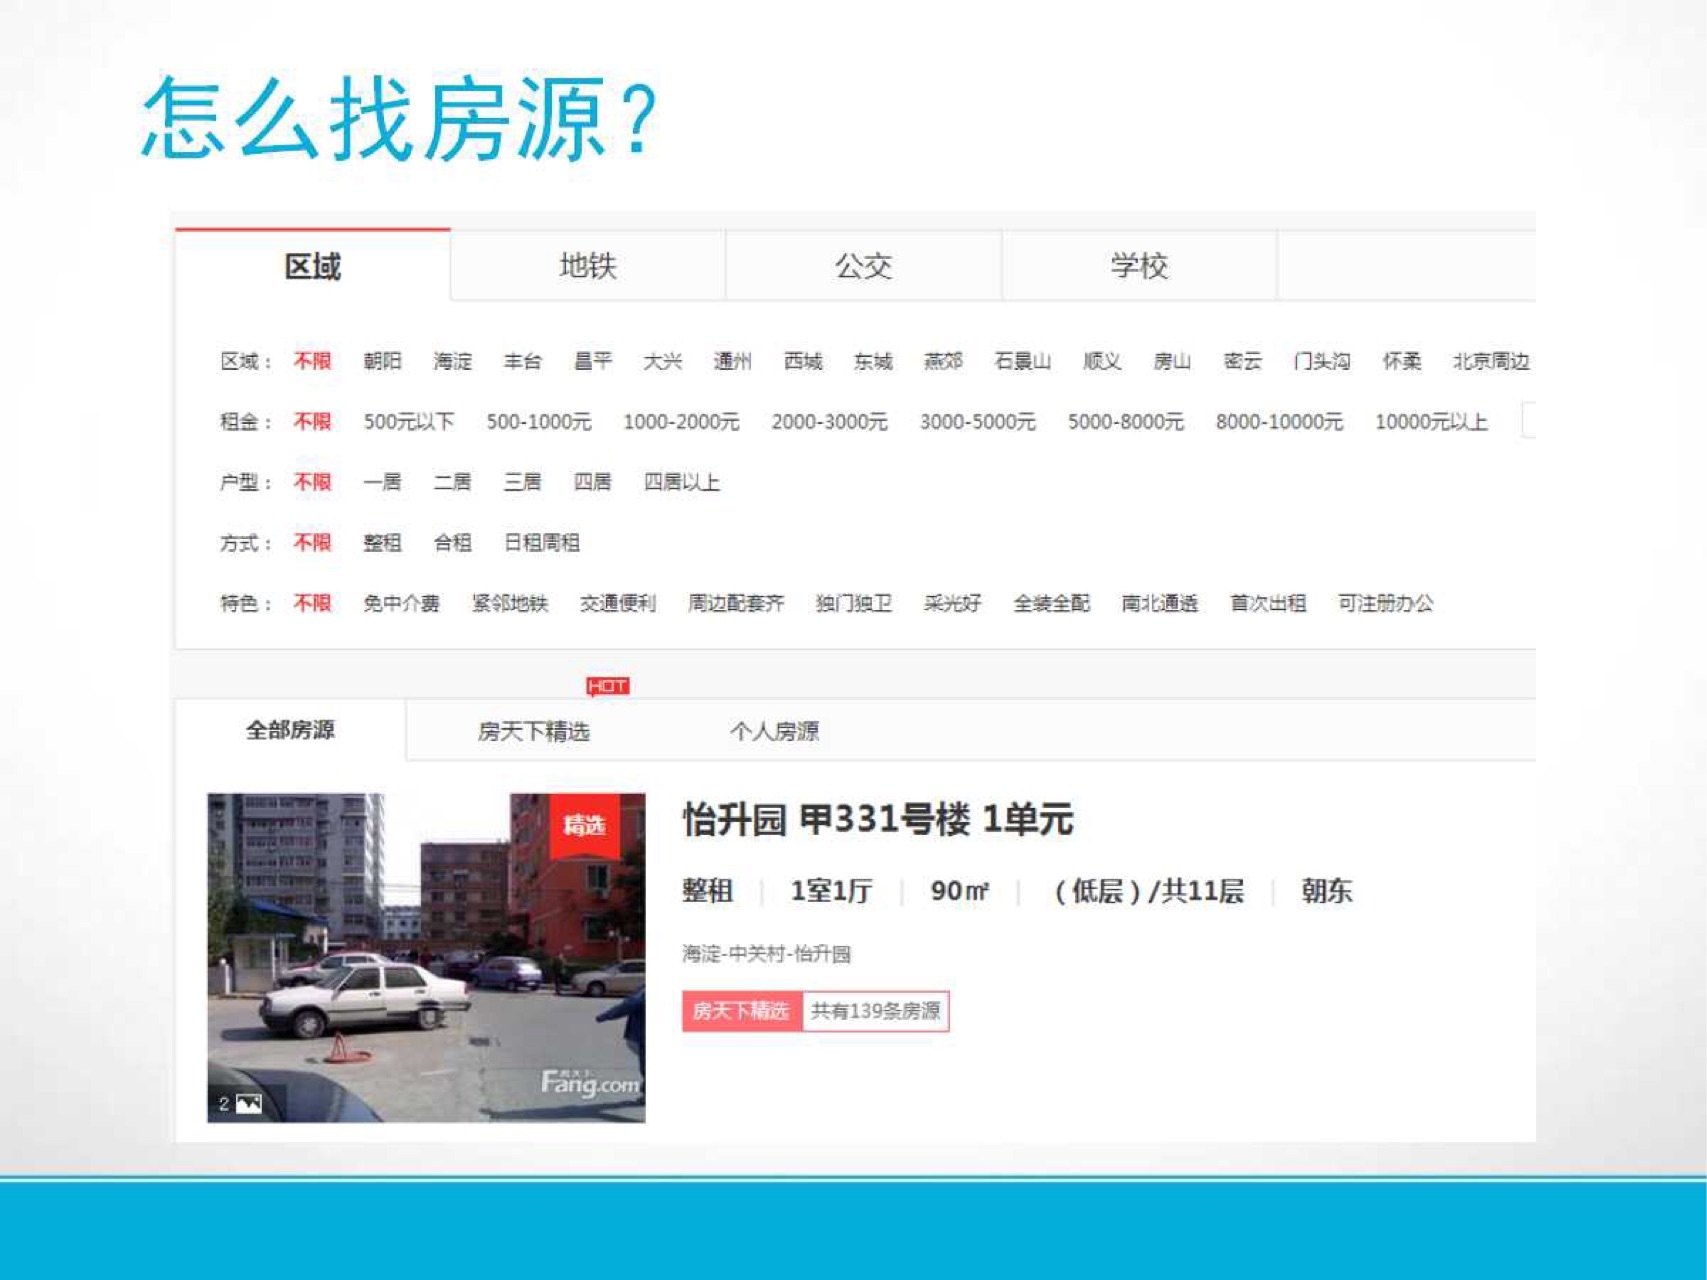 怎么找房源？
区域 地铁 公交 学校
区域： 不限 朝阳 海淀 丰台 昌平 大兴 通州 西城 东城 燕郊 石景山 顺义 房山 密云 门头沟 怀柔 北京周边
租金： 不限 500元以下 500-1000元 1000-2000元 2000-3000元 3000-5000元 5000-8000元 8000-10000元 10000元以上
户型： 不限 一居 二居 三居 四居 四居以上
方式： 不限 整租 合租 日租周租
特色： 不限 免中介费 紧邻地铁 交通便利 周边配套齐 独门独卫 采光好 全装全配 南北通透 首次出租 可注册办公
HOT
全部房源 房天下精选 个人房源
精选
怡升园 甲331号楼 1单元
整租 | 1室1厅 | 90㎡ | （低层）/共11层 | 朝东
海淀-中关村-怡升园
房天下精选 共有139条房源
房天下
Fang.com
2